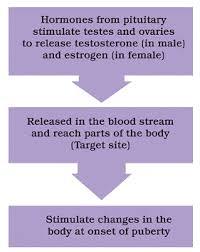 Hormones from pituitary
stimulate testes and ovaries
to release testosterone (in male)
and estrogen (in female)
Released in the blood stream
and reach parts of the body
(Target site)
Stimulate changes in the
body at onset of puberty